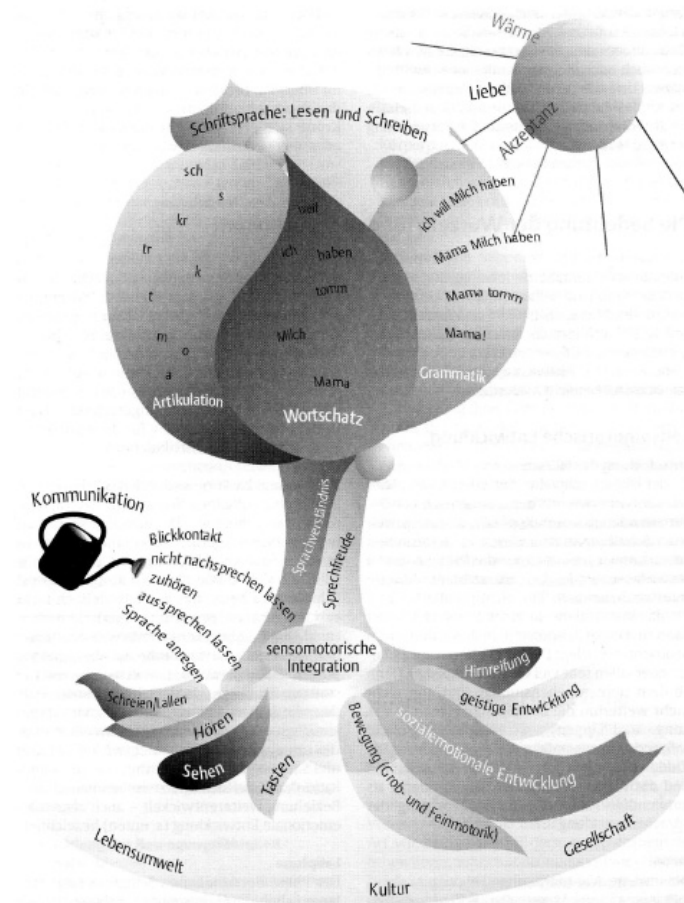 Wärme
Liebe
Akzeptanz
Schriftsprache: Lesen und Schreiben
sch
s
kr
tr
k
t
m
o
a
Artikulation
weil
ich
haben
tomm
Milch
Mama
Wortschatz
ich will Milch haben
Mama Milch haben
Mama tomm
Mama!
Grammatik
Kommunikation
Blickkontakt
nicht nachsprechen lassen
zuhören
aussprechen lassen
Sprache anregen
Sprachverständnis
Sprechfreude
sensomotorische
Integration
Schreien/Lallen
Hören
Sehen
Tasten
Hirnreifung
geistige Entwicklung
sozialemotionale Entwicklung
Bewegung (Grob- und Feinmotorik)
Lebensumwelt
Kultur
Gesellschaft